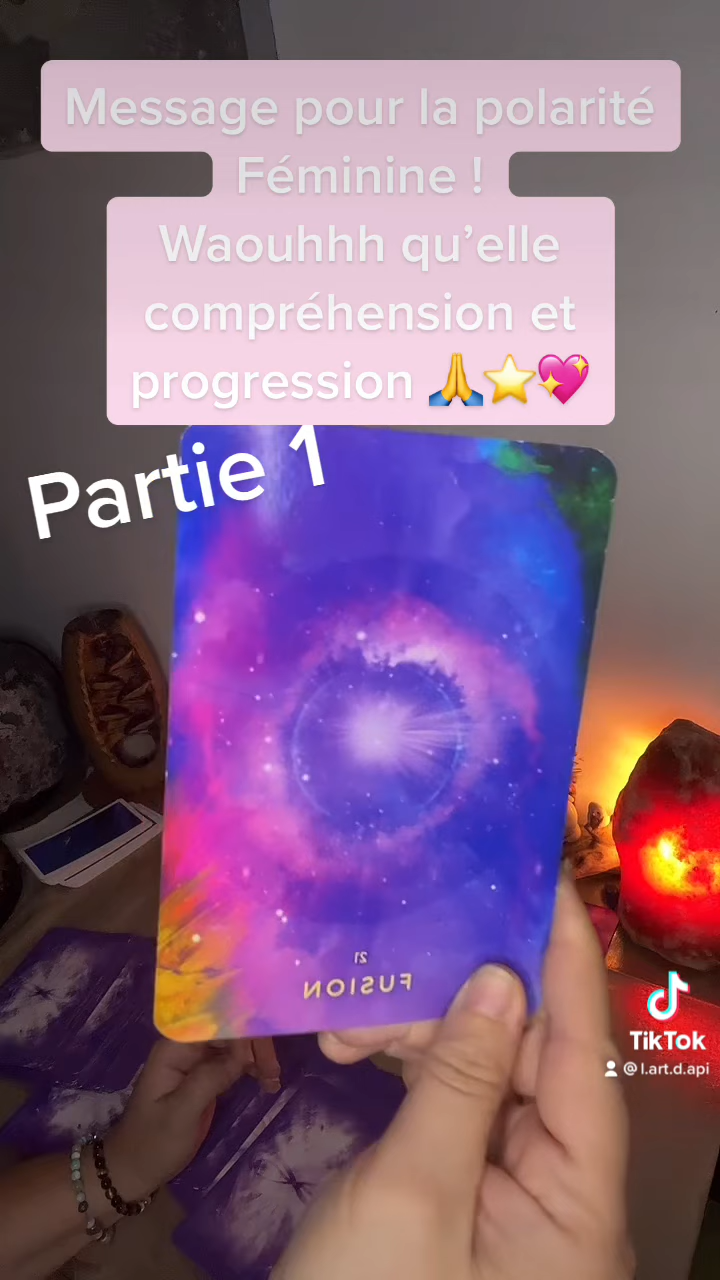 Message pour la polarité
Féminine !
Waouhhh qu’elle
compréhension et
progression 🙏⭐💖
Partie 1
21
FUSION
TikTok
@l.art.d.api